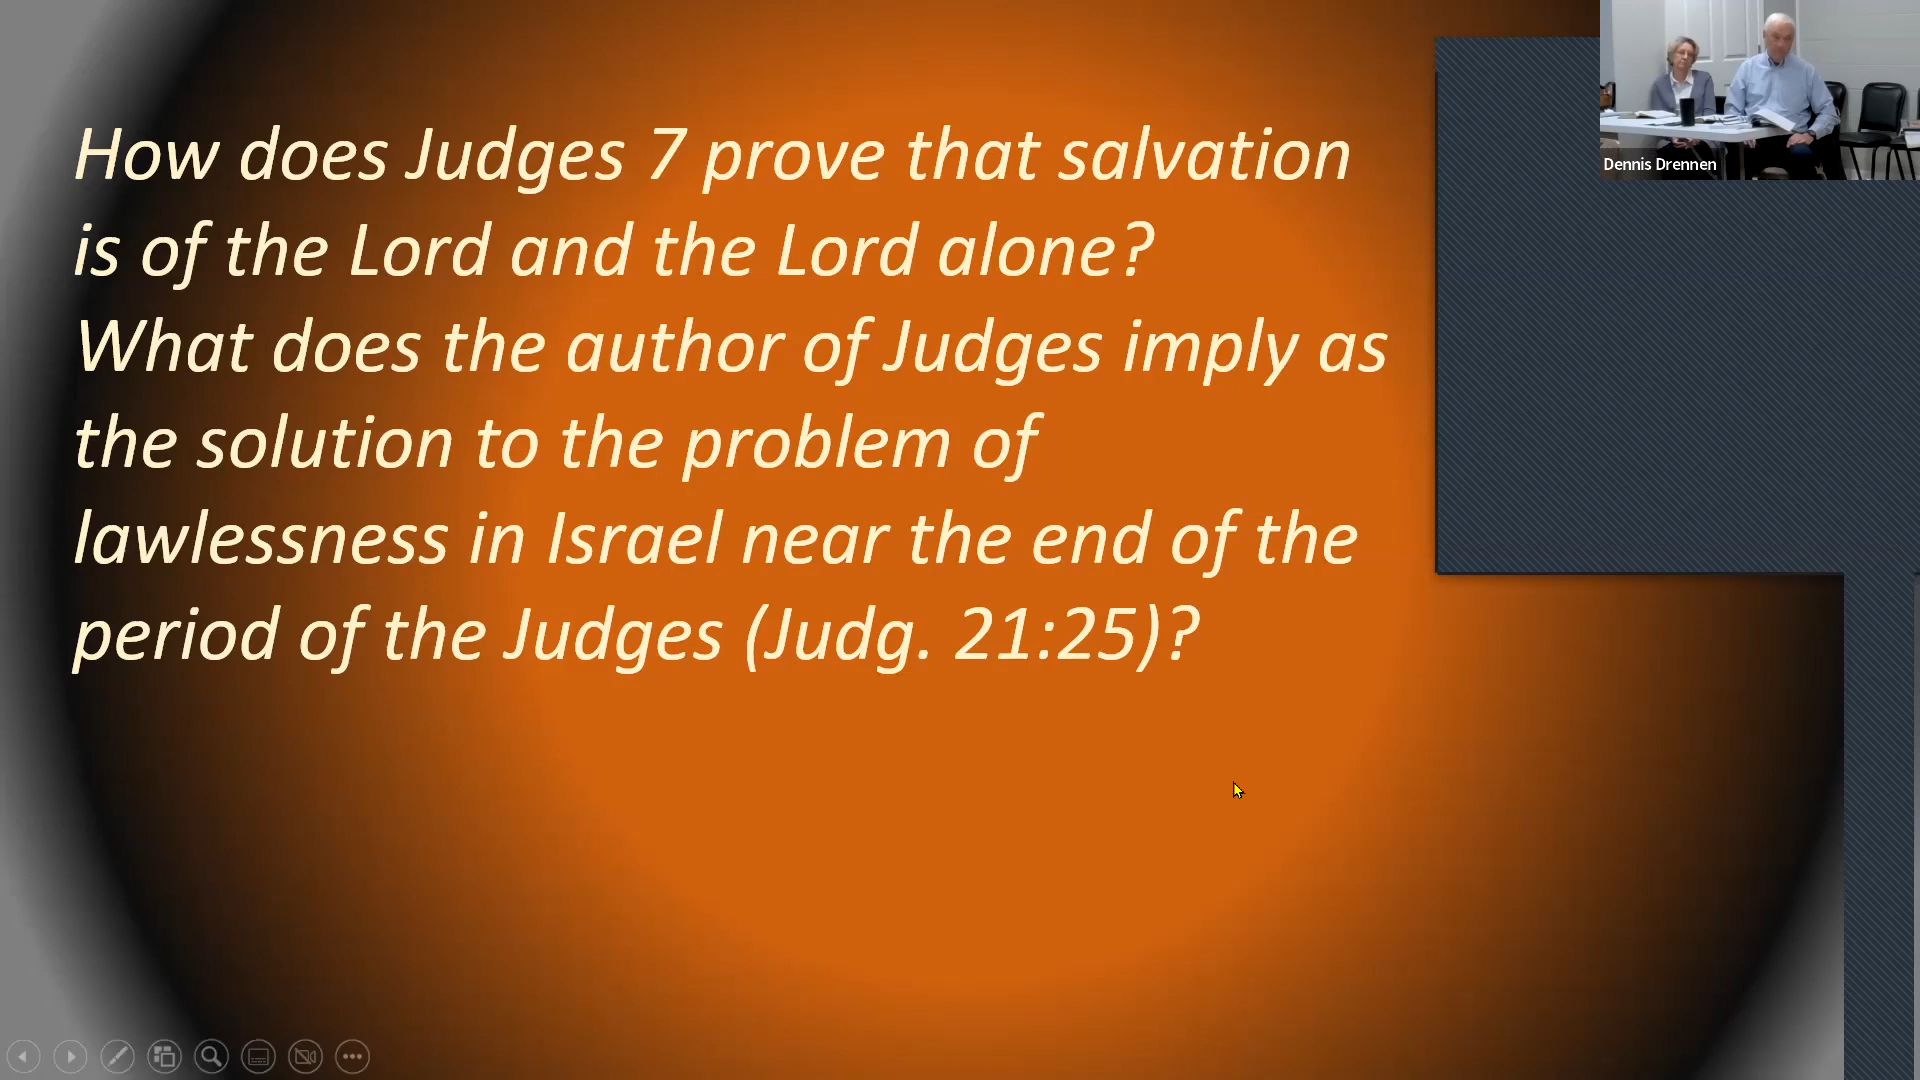 How does Judges 7 prove that salvation
is of the Lord and the Lord alone?
What does the author of Judges imply as
the solution to the problem of
lawlessness in Israel near the end of the
period of the Judges (Judg. 21:25)?
Dennis Drennen